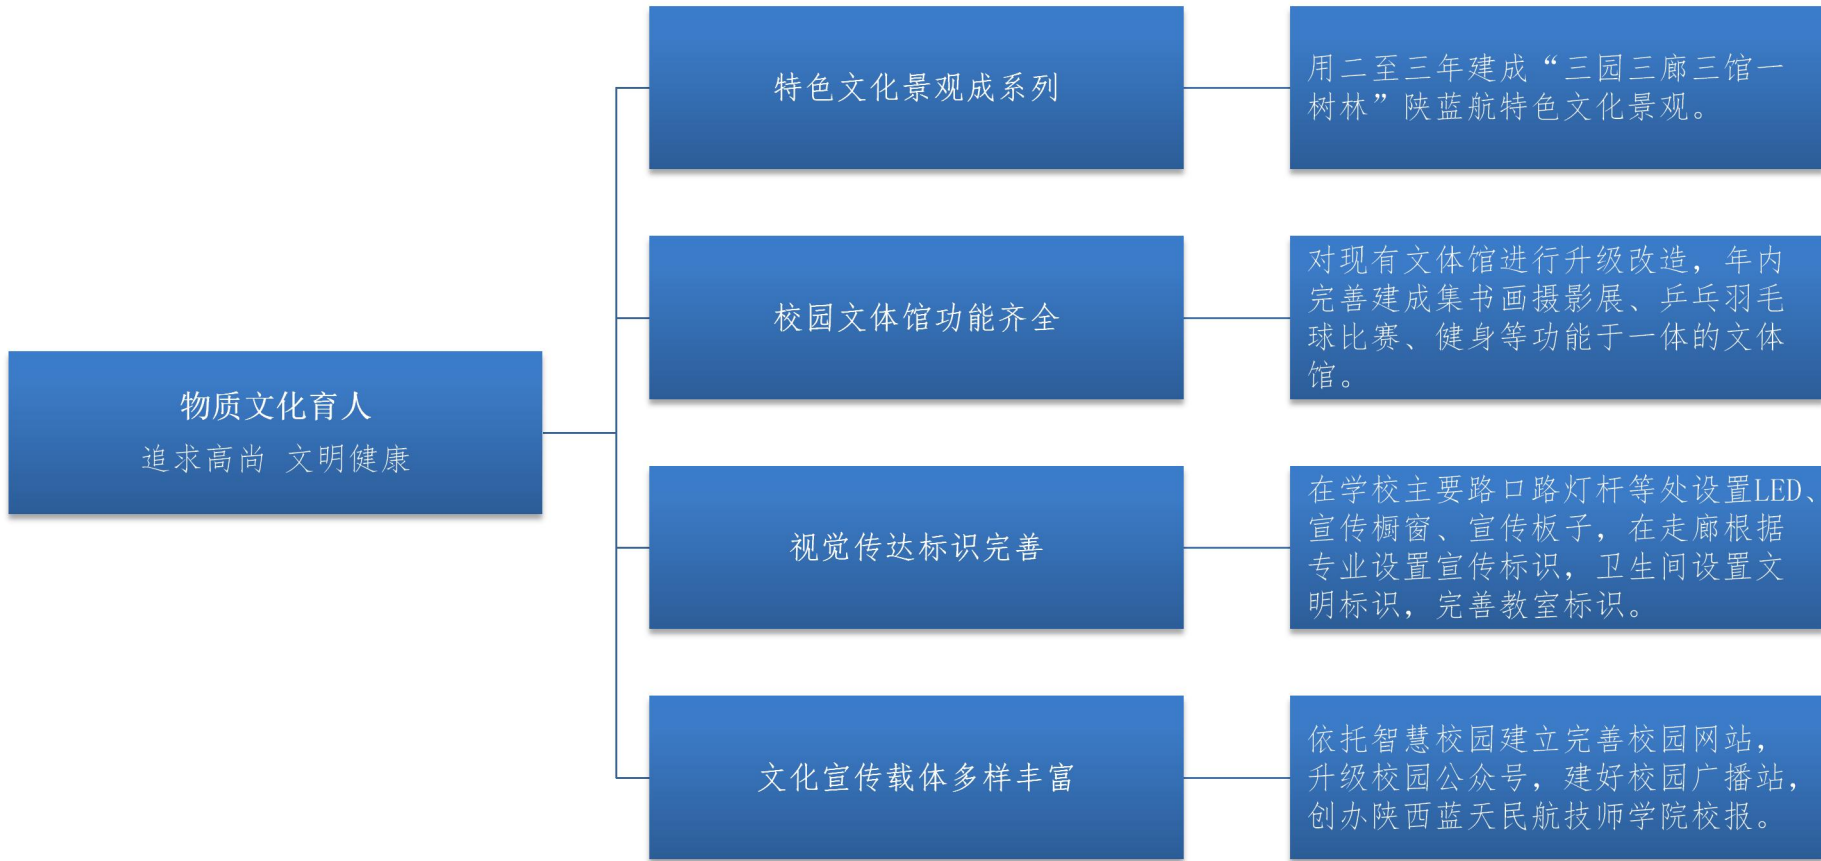 特色文化景观成系列
用二至三年建成“三园三廊三馆一
树林”陕蓝航特色文化景观。
校园文体馆功能齐全
对现有文体馆进行升级改造，年内
完善建成集书画摄影展、乒乓羽毛
球比赛、健身等功能于一体的文体
馆。
物质文化育人
追求高尚 文明健康
视觉传达标识完善
在学校主要路口路灯杆等处设置LED、
宣传橱窗、宣传板子，在走廊根据
专业设置宣传标识，卫生间设置文
明标识，完善教室标识。
文化宣传载体多样丰富
依托智慧校园建立完善校园网站，
升级校园公众号，建好校园广播站，
创办陕西蓝天民航技师学院校报。